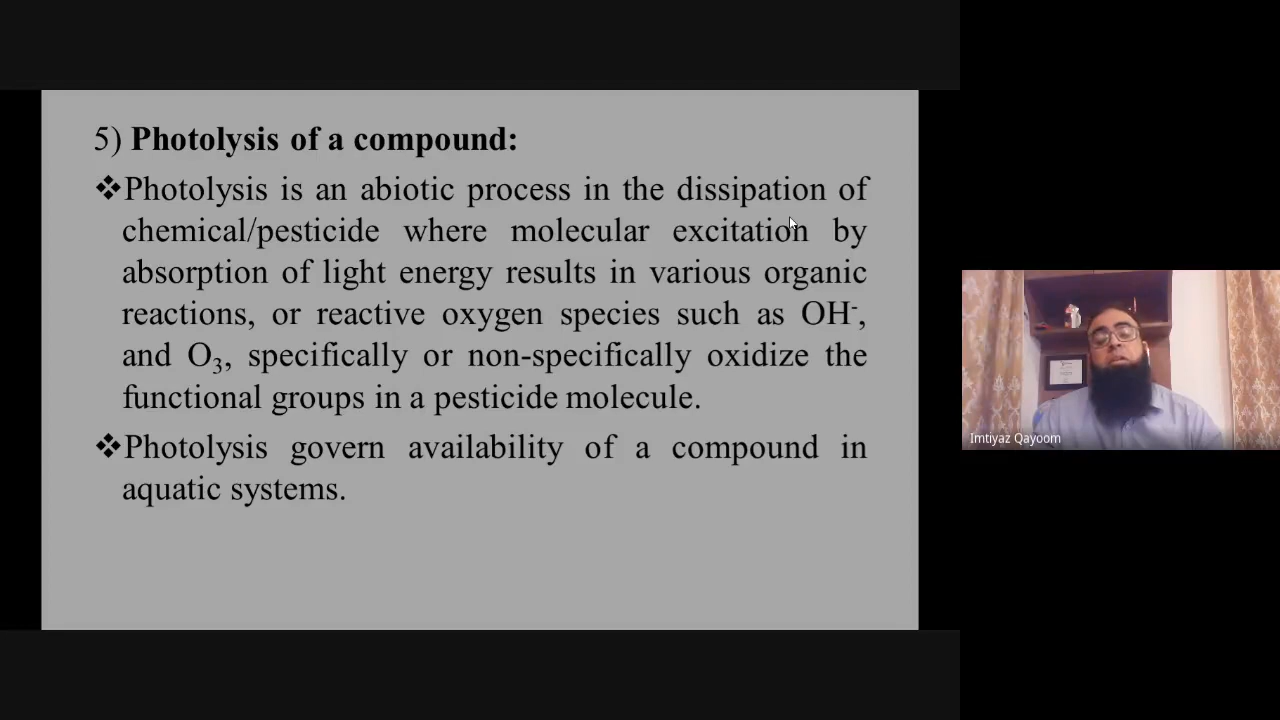 5) Photolysis of a compound:
❖Photolysis is an abiotic process in the dissipation of
chemical/pesticide where molecular excitation by
absorption of light energy results in various organic
reactions, or reactive oxygen species such as OH⁻,
and O₃, specifically or non-specifically oxidize the
functional groups in a pesticide molecule.
❖Photolysis govern availability of a compound in
aquatic systems.
Imtiyaz Qayoom